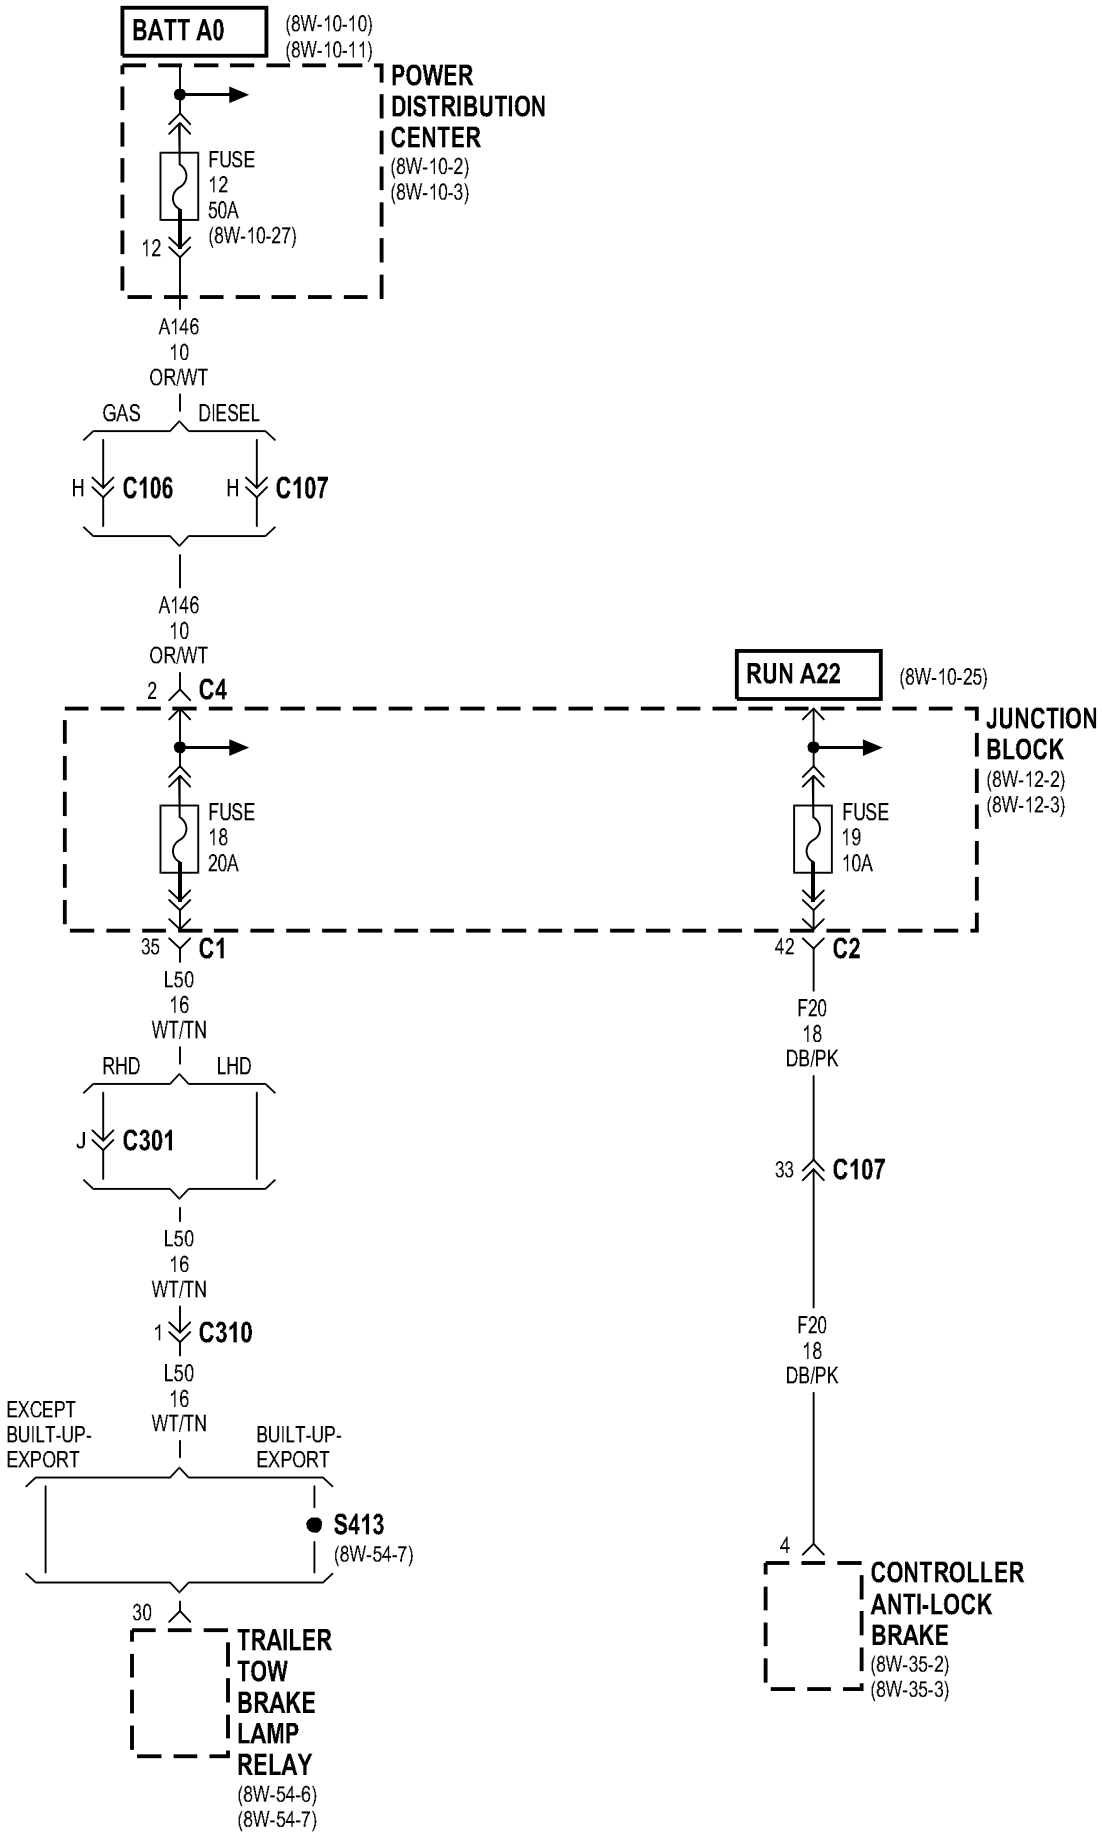 BATT A0
(8W-10-10)
(8W-10-11)
POWER
DISTRIBUTION
CENTER
(8W-10-2)
(8W-10-3)
FUSE
12
50A
(8W-10-27)
12
A146
10
OR/WT
GAS
DIESEL
H
C106
H
C107
A146
10
OR/WT
2
C4
RUN A22
(8W-10-25)
JUNCTION
BLOCK
(8W-12-2)
(8W-12-3)
FUSE
18
20A
FUSE
19
10A
35
C1
42
C2
L50
16
WT/TN
F20
18
DB/PK
RHD
LHD
J
C301
33
C107
L50
16
WT/TN
1
C310
F20
18
DB/PK
L50
16
WT/TN
EXCEPT
BUILT-UP-
EXPORT
BUILT-UP-
EXPORT
S413
(8W-54-7)
4
CONTROLLER
ANTI-LOCK
BRAKE
(8W-35-2)
(8W-35-3)
30
TRAILER
TOW
BRAKE
LAMP
RELAY
(8W-54-6)
(8W-54-7)